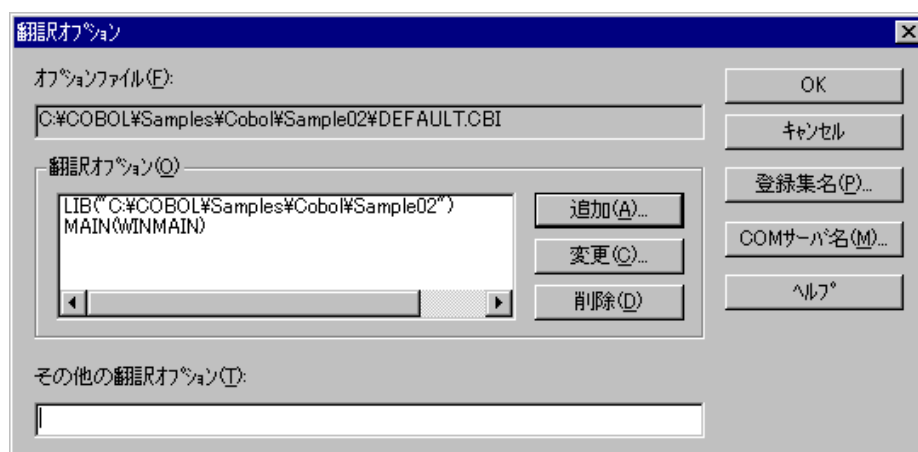 翻訳ｵﾌﾟｼｮﾝ
ｵﾌﾟｼｮﾝﾌｧｲﾙ(F):
C:¥COBOL¥Samples¥Cobol¥Sample02¥DEFAULT.CBI
翻訳ｵﾌﾟｼｮﾝ(O)
LIB("C:¥COBOL¥Samples¥Cobol¥Sample02")
MAIN(WINMAIN)
追加(A)...
変更(C)...
削除(D)
その他の翻訳ｵﾌﾟｼｮﾝ(T):
OK
ｷｬﾝｾﾙ
登録集名(P)...
COMｻｰﾊﾞ名(M)...
ﾍﾙﾌﾟ